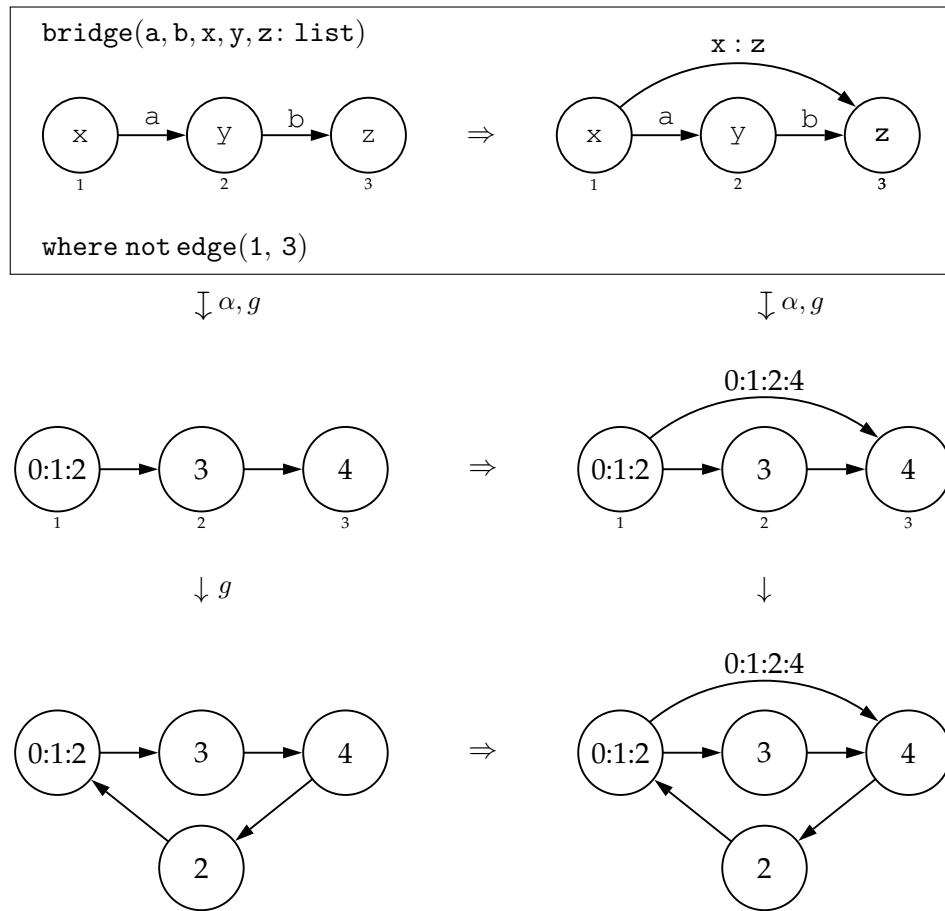 bridge(a, b, x, y, z: list)
x : z
x a y b z ⇒ x a y b z
1 2 3 1 2 3
where not edge(1, 3)
↧ α, g ↧ α, g
0:1:2:4
0:1:2 3 4 ⇒ 0:1:2 3 4
1 2 3 1 2 3
↓ g ↓
0:1:2:4
0:1:2 3 4 ⇒ 0:1:2 3 4
2 2